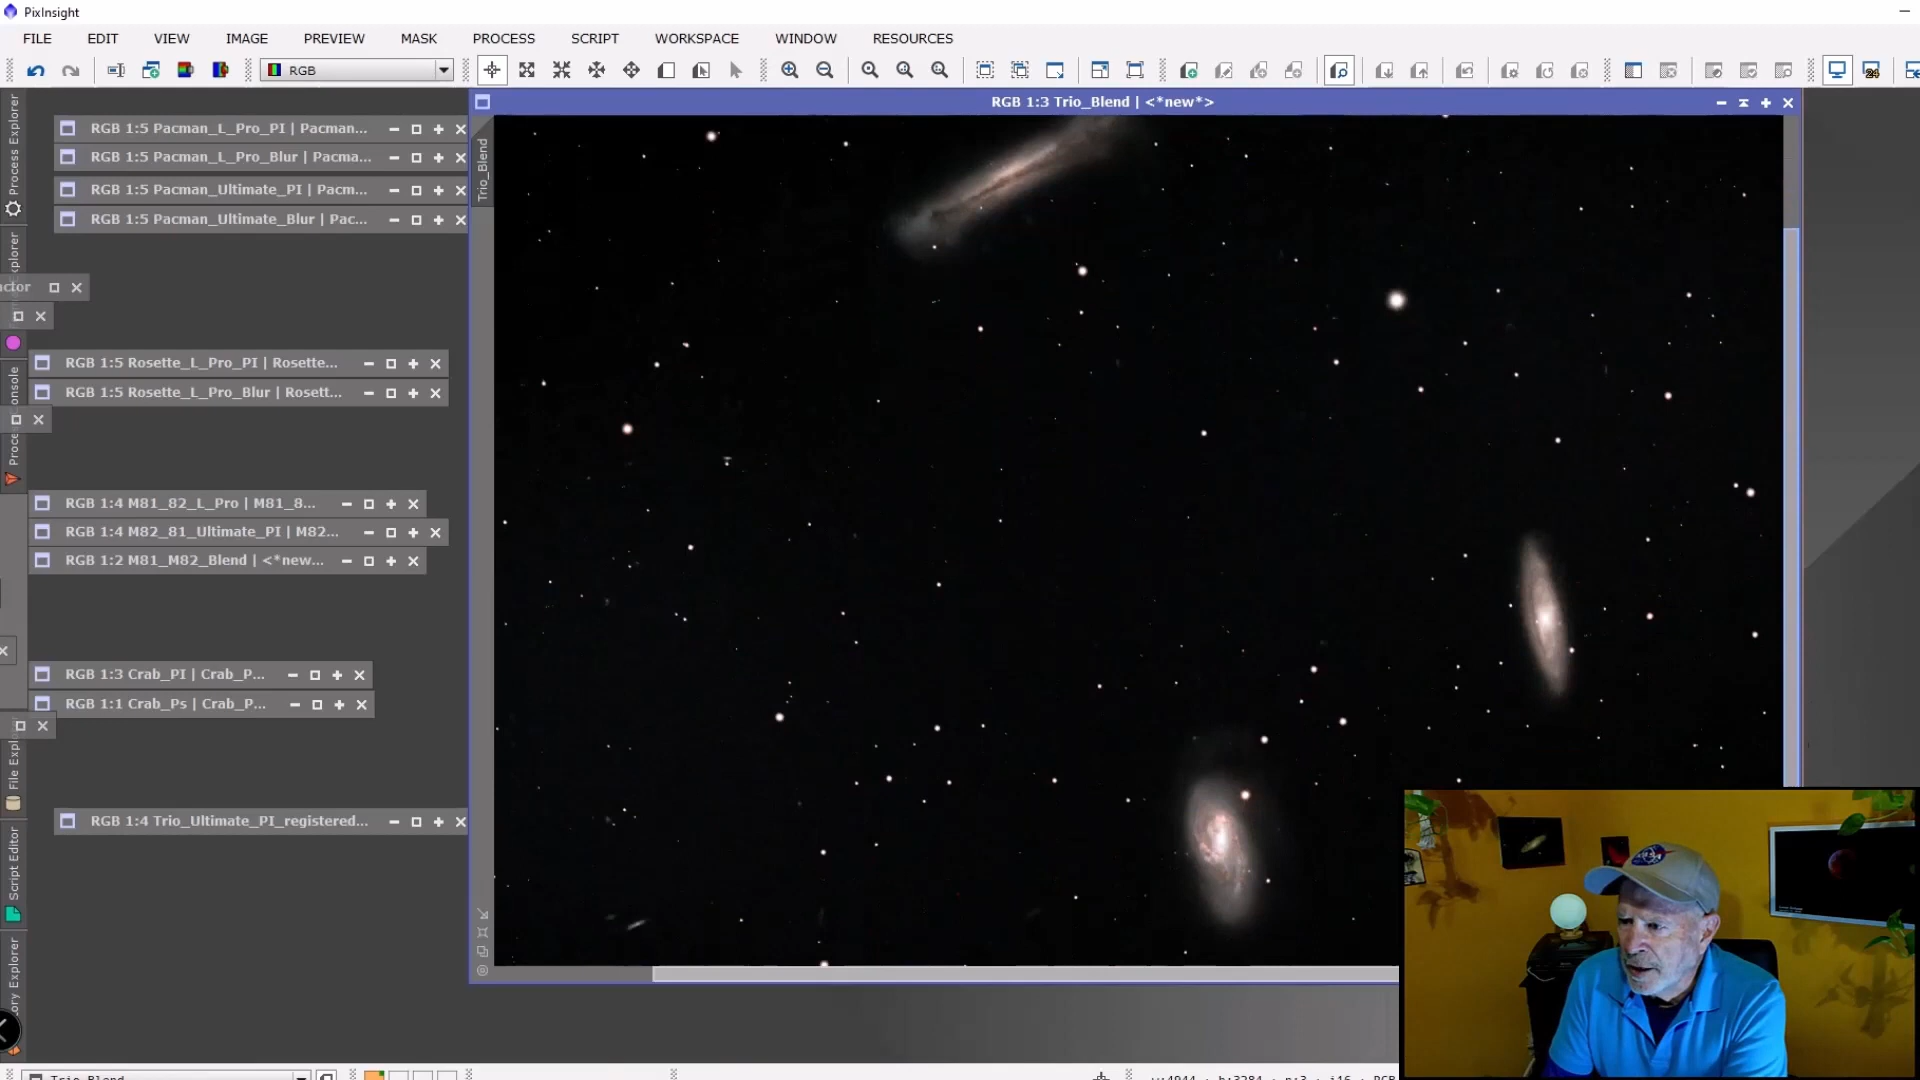 PixInsight
FILE EDIT VIEW IMAGE PREVIEW MASK PROCESS SCRIPT WORKSPACE WINDOW RESOURCES
RGB
24
RGB 1:3 Trio_Blend | <*new*>
Trio_Blend
Process Explorer
RGB 1:5 Pacman_L_Pro_PI | Pacman...
RGB 1:5 Pacman_L_Pro_Blur | Pacma...
RGB 1:5 Pacman_Ultimate_PI | Pacm...
RGB 1:5 Pacman_Ultimate_Blur | Pac...
RGB 1:5 Rosette_L_Pro_PI | Rosette...
RGB 1:5 Rosette_L_Pro_Blur | Rosett...
RGB 1:4 M81_82_L_Pro | M81_8...
RGB 1:4 M82_81_Ultimate_PI | M82...
RGB 1:2 M81_M82_Blend | <*new...
RGB 1:3 Crab_PI | Crab_P...
RGB 1:1 Crab_Ps | Crab_P...
RGB 1:4 Trio_Ultimate_PI_registered...
Script Editor
Trio_Blend